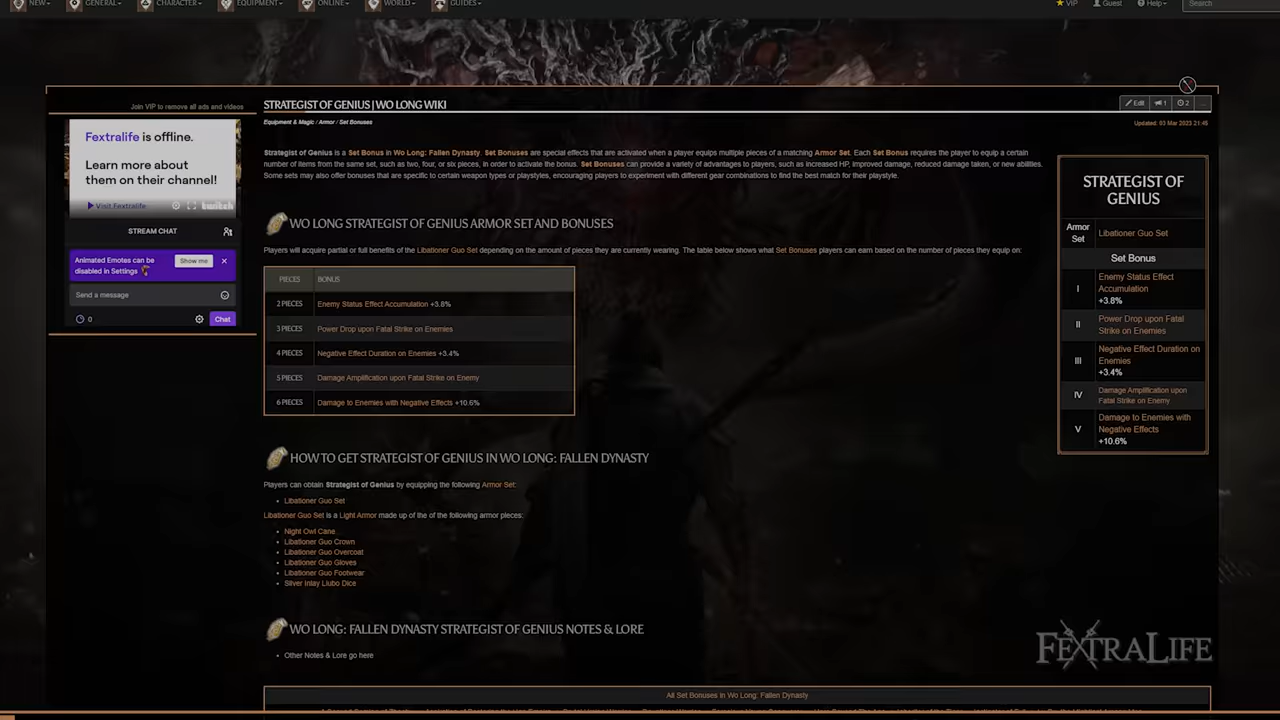 NEW
GENERAL
CHARACTER
EQUIPMENT
ONLINE
WORLD
GUIDES
VIP
Guest
Help
Search
Join VIP to remove all ads and videos
Fextralife is offline.
Learn more about
them on their channel!
Visit Fextralife
twitch
STREAM CHAT
Animated Emotes can be
disabled in Settings
Show me
Send a message
0
Chat
STRATEGIST OF GENIUS | WO LONG WIKI
Edit
1
2
...
Equipment & Magic / Armor / Set Bonuses
Updated: 03 Mar 2023 21:45
Strategist of Genius is a Set Bonus in Wo Long: Fallen Dynasty. Set Bonuses are special effects that are activated when a player equips multiple pieces of a matching Armor Set. Each Set Bonus requires the player to equip a certain
number of items from the same set, such as two, four, or six pieces, in order to activate the bonus. Set Bonuses can provide a variety of advantages to players, such as increased HP, improved damage, reduced damage taken, or new abilities.
Some sets may also offer bonuses that are specific to certain weapon types or playstyles, encouraging players to experiment with different gear combinations to find the best match for their playstyle.
WO LONG STRATEGIST OF GENIUS ARMOR SET AND BONUSES
Players will acquire partial or full benefits of the Libationer Guo Set depending on the amount of pieces they are currently wearing. The table below shows what Set Bonuses players can earn based on the number of pieces they equip on:
PIECES BONUS
2 PIECES Enemy Status Effect Accumulation +3.8%
3 PIECES Power Drop upon Fatal Strike on Enemies
4 PIECES Negative Effect Duration on Enemies +3.4%
5 PIECES Damage Amplification upon Fatal Strike on Enemy
6 PIECES Damage to Enemies with Negative Effects +10.6%
HOW TO GET STRATEGIST OF GENIUS IN WO LONG: FALLEN DYNASTY
Players can obtain Strategist of Genius by equipping the following Armor Set:
Libationer Guo Set
Libationer Guo Set is a Light Armor made up of the of the following armor pieces:
Night Owl Cane
Libationer Guo Crown
Libationer Guo Overcoat
Libationer Guo Gloves
Libationer Guo Footwear
Silver Inlay Liubo Dice
WO LONG: FALLEN DYNASTY STRATEGIST OF GENIUS NOTES & LORE
Other Notes & Lore go here
All Set Bonuses in Wo Long: Fallen Dynasty
STRATEGIST OF
GENIUS
Armor
Set
Libationer Guo Set
Set Bonus
I
Enemy Status Effect
Accumulation
+3.8%
II
Power Drop upon Fatal
Strike on Enemies
III
Negative Effect Duration on
Enemies
+3.4%
IV
Damage Amplification upon
Fatal Strike on Enemy
V
Damage to Enemies with
Negative Effects
+10.6%
FEXTRALIFE